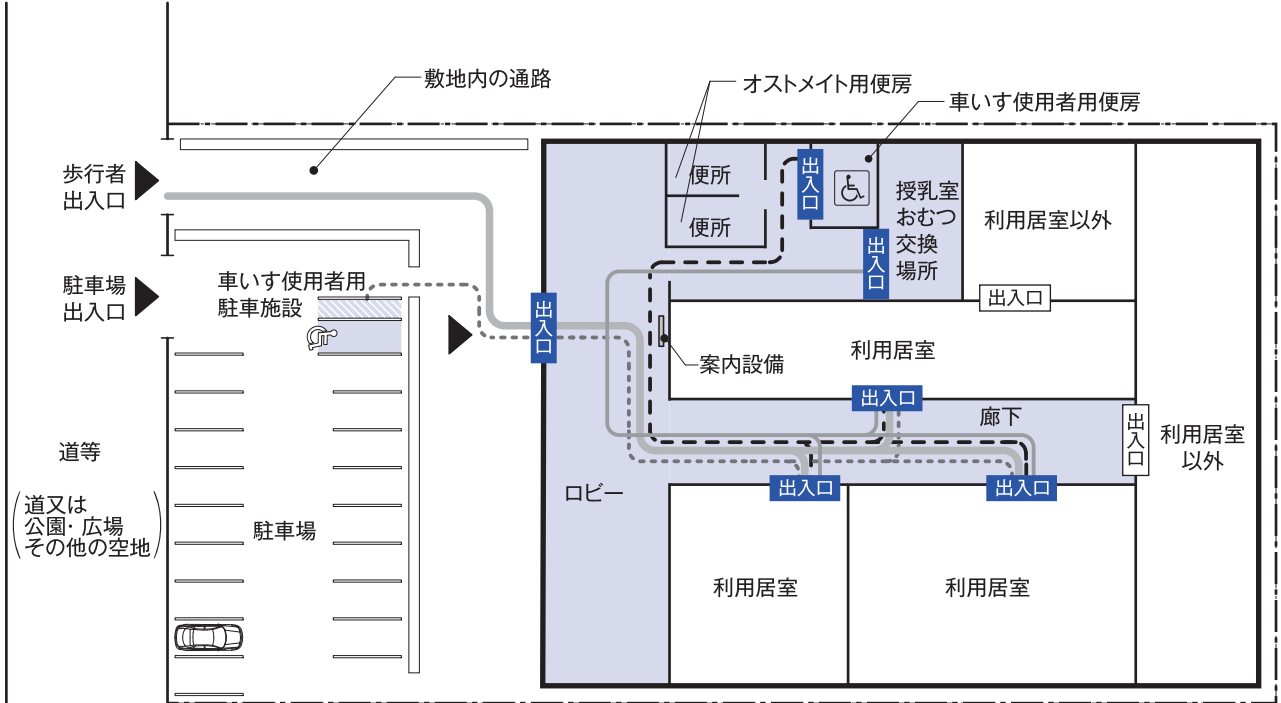 敷地内の通路
オストメイト用便房
車いす使用者用便房
歩行者
出入口
便所
便所
出入口
授乳室
おむつ
交換
場所
出入口
利用居室以外
駐車場
出入口
車いす使用者用
駐車施設
出入口
出入口
案内設備
利用居室
出入口
廊下
出入口
利用居室
以外
道等
(道又は
公園・広場
その他の空地)
駐車場
ロビー
出入口
出入口
利用居室
利用居室